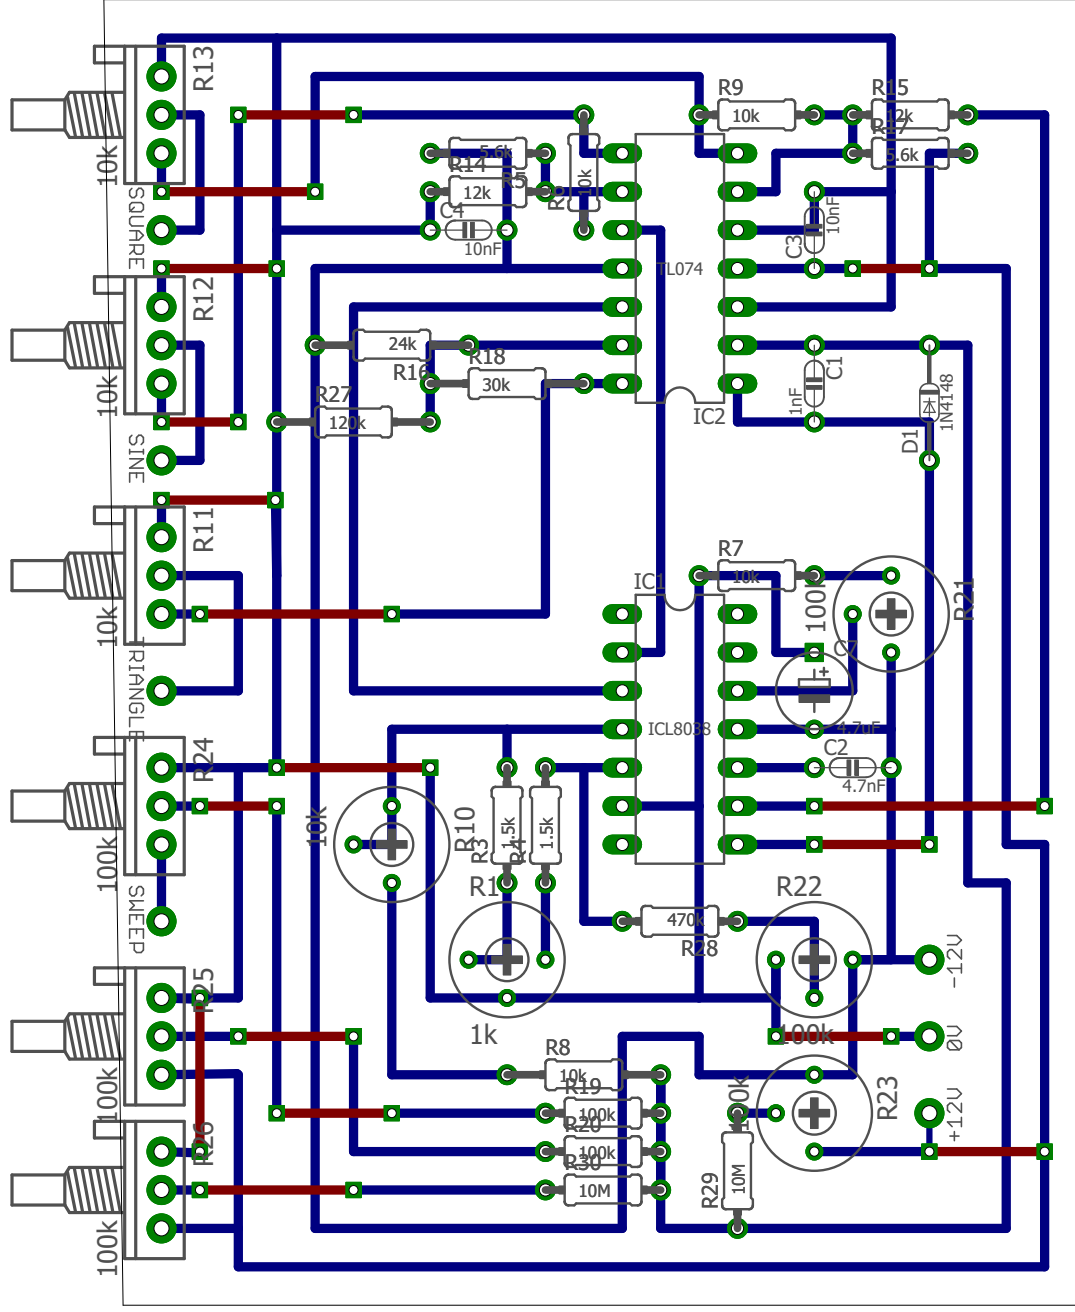 R13
10k
SQUARE
R12
10k
SINE
R11
10k
TRIANGLE
R24
100k
SWEEP
R25
100k
R26
100k
R9
10k
R15
12k
R17
5.6k
5.6k
R14
R5
12k
10k
C4
10nF
C3
10nF
TL074
24k
R16
R18
30k
R27
120k
IC2
C1
1nF
D1
1N4148
IC1
R7
10k
100k
R21
C7
4.7uF
ICL8038
C2
4.7nF
10k
R10
R3
1.5k
R4
1.5k
R1
1k
470k
R28
R22
100k
-12V
0V
+12V
R8
10k
R19
100k
R20
100k
R30
10M
R29
10M
100k
R23